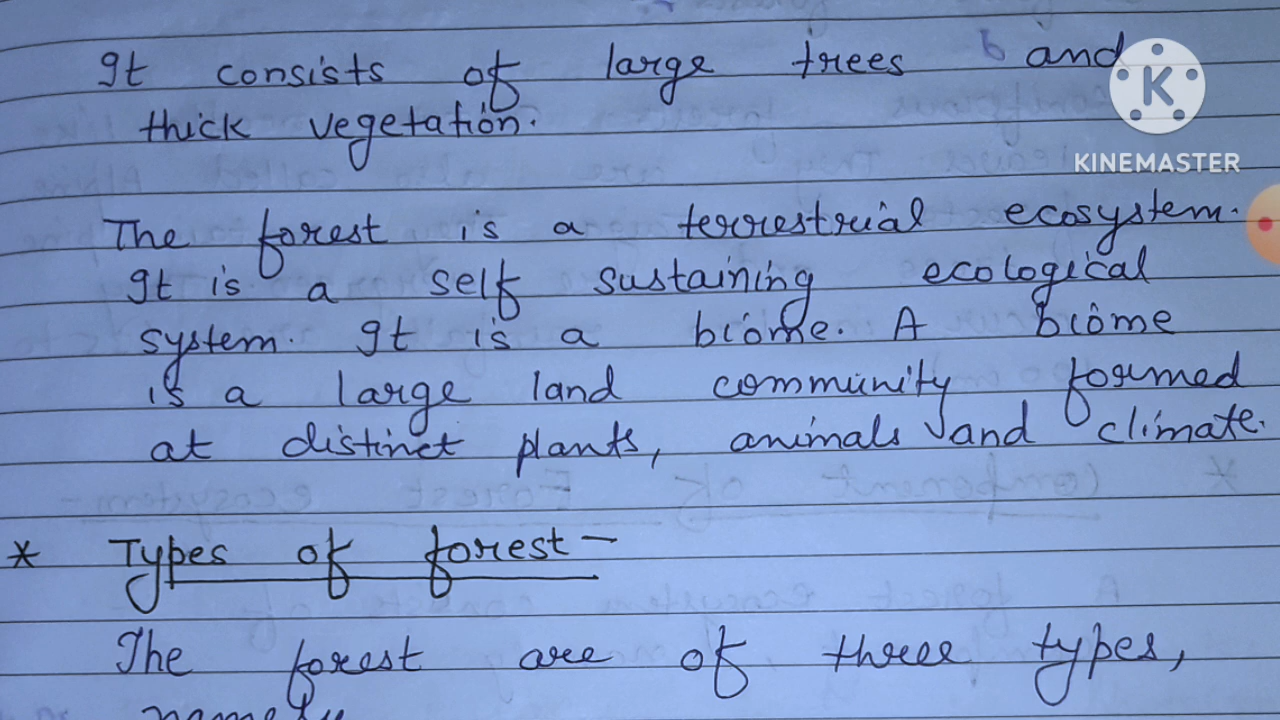 It consists of large trees and
thick vegetation.
The forest is a terrestrial ecosystem.
It is a self sustaining ecological
system. It is a biome. A biome
is a large land community formed
at distinct plants, animals and climate.
* Types of forest -
The forest are of three types,
namely
K
KINEMASTER